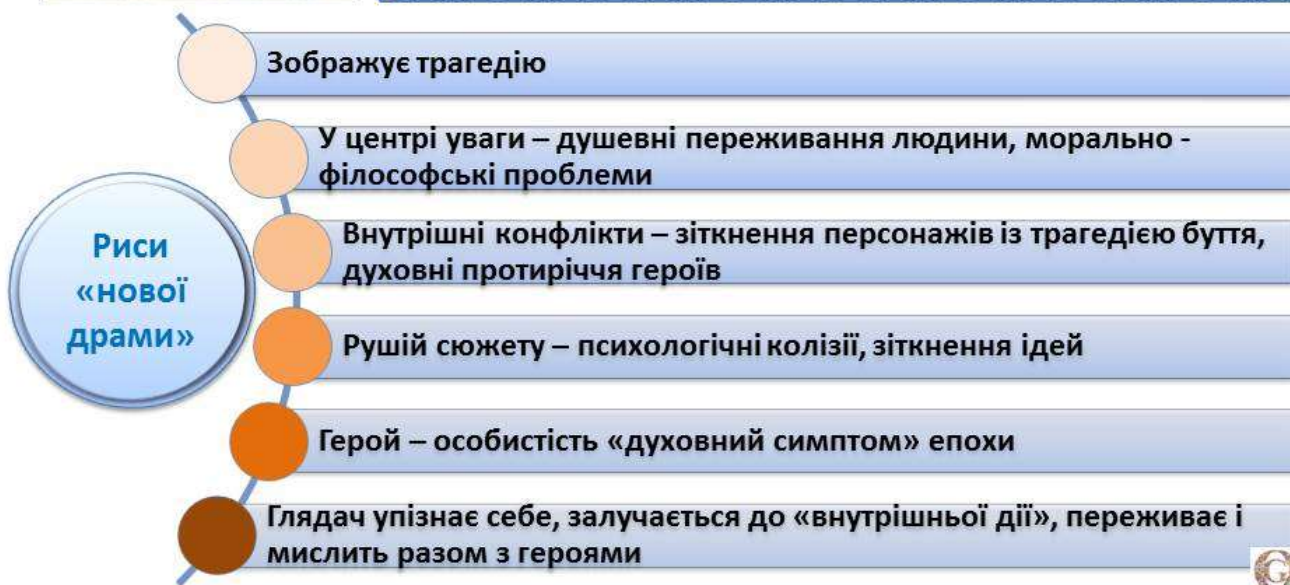 Зображує трагедію
У центрі уваги – душевні переживання людини, морально -
філософські проблеми
Риси
«нової
драми»
Внутрішні конфлікти – зіткнення персонажів із трагедією буття,
духовні протиріччя героїв
Рушій сюжету – психологічні колізії, зіткнення ідей
Герой – особистість «духовний симптом» епохи
Глядач упізнає себе, залучається до «внутрішньої дії», переживає і
мислить разом з героями
G